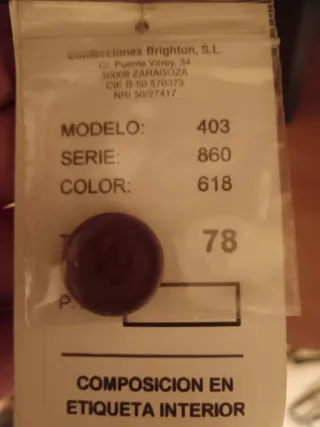 Confecciones Brighton, S.L.
C/. Puente Virrey, 34
50008 ZARAGOZA
CIF B-50 570373
NRI 50/27417
MODELO: 403
SERIE: 860
COLOR: 618
78
COMPOSICION EN
ETIQUETA INTERIOR